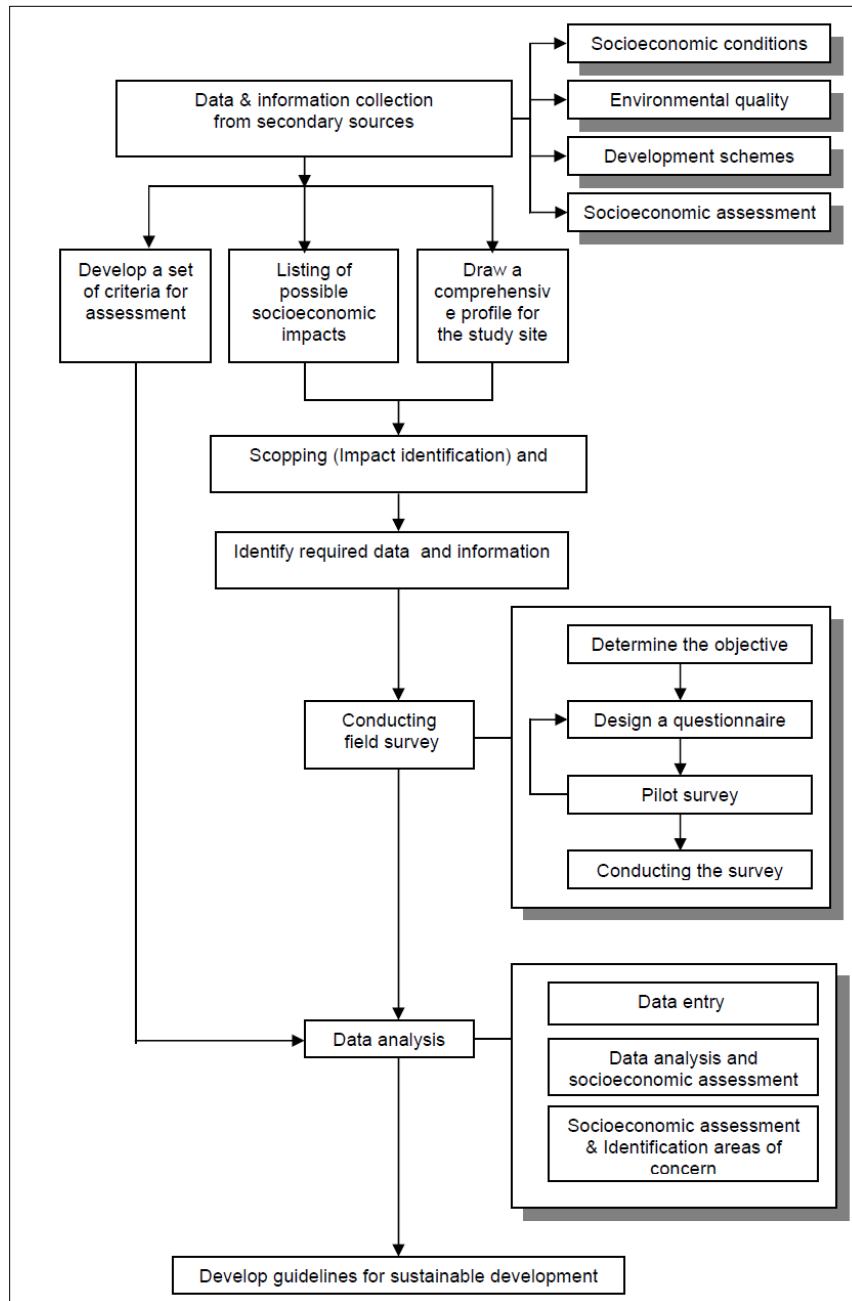 Socioeconomic conditions
Data & information collection
from secondary sources
Environmental quality
Development schemes
Socioeconomic assessment
Develop a set
of criteria for
assessment
Listing of
possible
socioeconomic
impacts
Draw a
comprehensiv
e profile for
the study site
Scopping (Impact identification) and
Identify required data and information
Conducting
field survey
Determine the objective
Design a questionnaire
Pilot survey
Conducting the survey
Data analysis
Data entry
Data analysis and
socioeconomic assessment
Socioeconomic assessment
& Identification areas of
concern
Develop guidelines for sustainable development